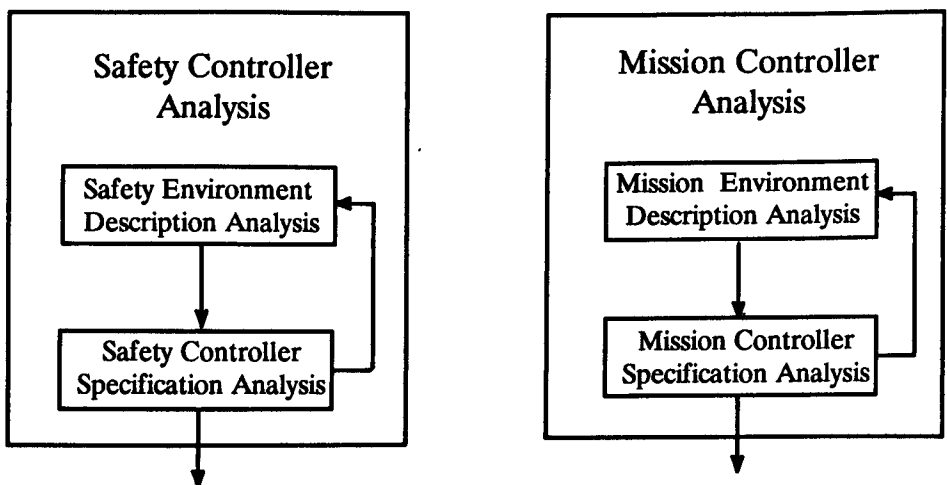 Safety Controller
Analysis
Safety Environment
Description Analysis
Safety Controller
Specification Analysis
Mission Controller
Analysis
Mission Environment
Description Analysis
Mission Controller
Specification Analysis